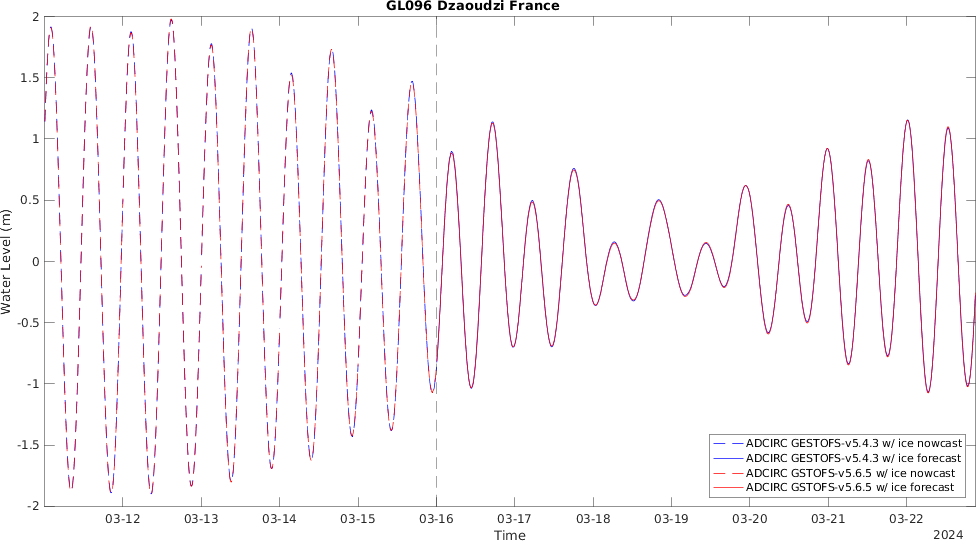 GL096 Dzaoudzi France
2
1.5
1
0.5
0
-0.5
-1
-1.5
-2
Water Level (m)
ADCIRC GESTOFS-v5.4.3 w/ ice nowcast
ADCIRC GESTOFS-v5.4.3 w/ ice forecast
ADCIRC GSTOFS-v5.6.5 w/ ice nowcast
ADCIRC GSTOFS-v5.6.5 w/ ice forecast
03-12 03-13 03-14 03-15 03-16 03-17 03-18 03-19 03-20 03-21 03-22
Time
2024